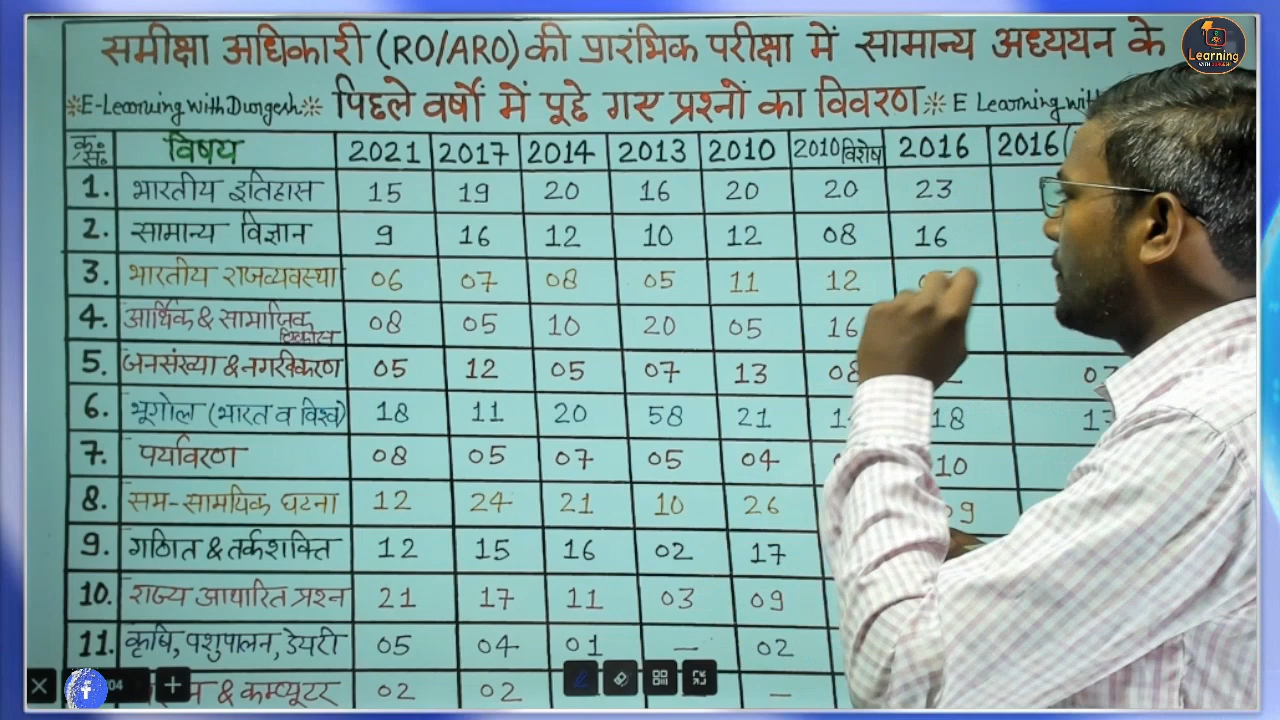 समीक्षा अधिकारी (RO/ARO) की प्रारंभिक परीक्षा में सामान्य अध्ययन के
Learning
E-Learning With Durgesh पिछले वर्षों में पूछे गए प्रश्नों का विवरण E Learning with
क्र.सं. विषय 2021 2017 2014 2013 2010 2010 विशेष 2016 2016
1. भारतीय इतिहास 15 19 20 16 20 20 23
2. सामान्य विज्ञान 9 16 12 10 12 08 16
3. भारतीय राजव्यवस्था 06 07 08 05 11 12
4. आर्थिक & सामाजिक विकास 08 05 10 20 05 16
5. जनसंख्या & नगरीकरण 05 12 05 07 13 08
6. भूगोल (भारत व विश्व) 18 11 20 58 21 18
7. पर्यावरण 08 05 07 05 04 10
8. सम-सामयिक घटना 12 24 21 10 26
9. गणित & तर्कशक्ति 12 15 16 02 17
10. राज्य आधारित प्रश्न 21 17 11 03 09
11. कृषि, पशुपालन, डेयरी 05 04 01 — 02
& कम्प्यूटर 02 02 —